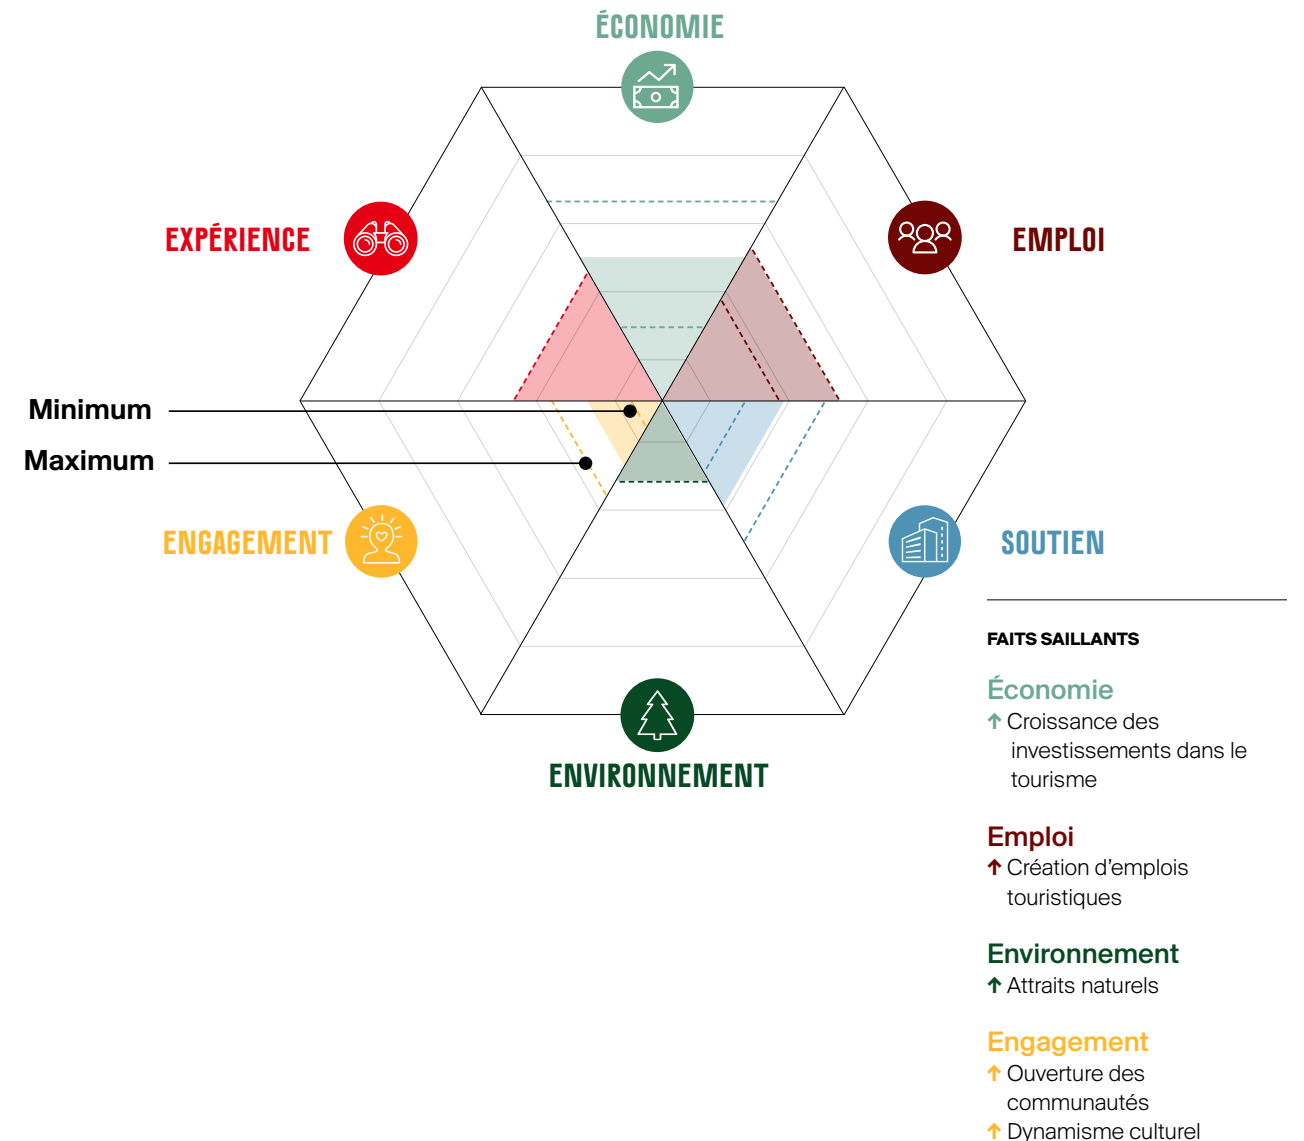 ÉCONOMIE
EXPÉRIENCE
EMPLOI
Minimum
Maximum
ENGAGEMENT
SOUTIEN
ENVIRONNEMENT
FAITS SAILLANTS
Économie
↑ Croissance des
investissements dans le
tourisme
Emploi
↑ Création d'emplois
touristiques
Environnement
↑ Attraits naturels
Engagement
↑ Ouverture des
communautés
↑ Dynamisme culturel